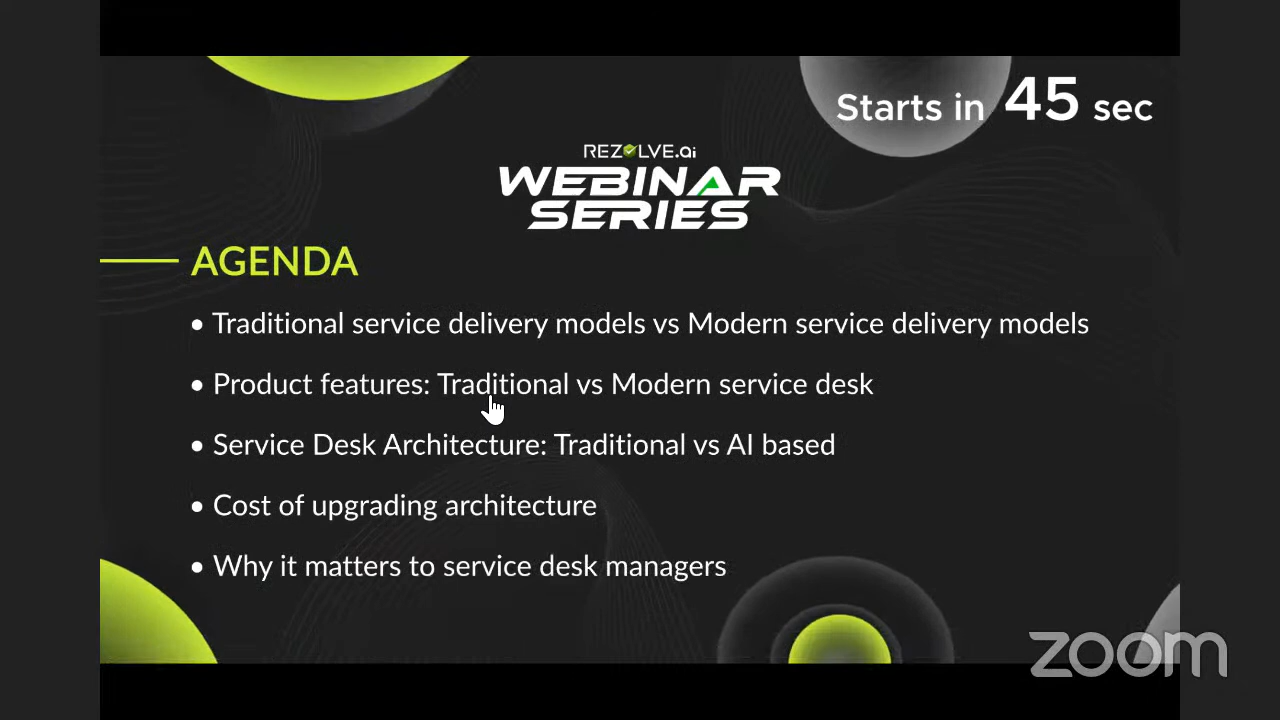 Starts in 45 sec
REZOLVE.ai
WEBINAR
SERIES
AGENDA
• Traditional service delivery models vs Modern service delivery models
• Product features: Traditional vs Modern service desk
• Service Desk Architecture: Traditional vs AI based
• Cost of upgrading architecture
• Why it matters to service desk managers
zoom